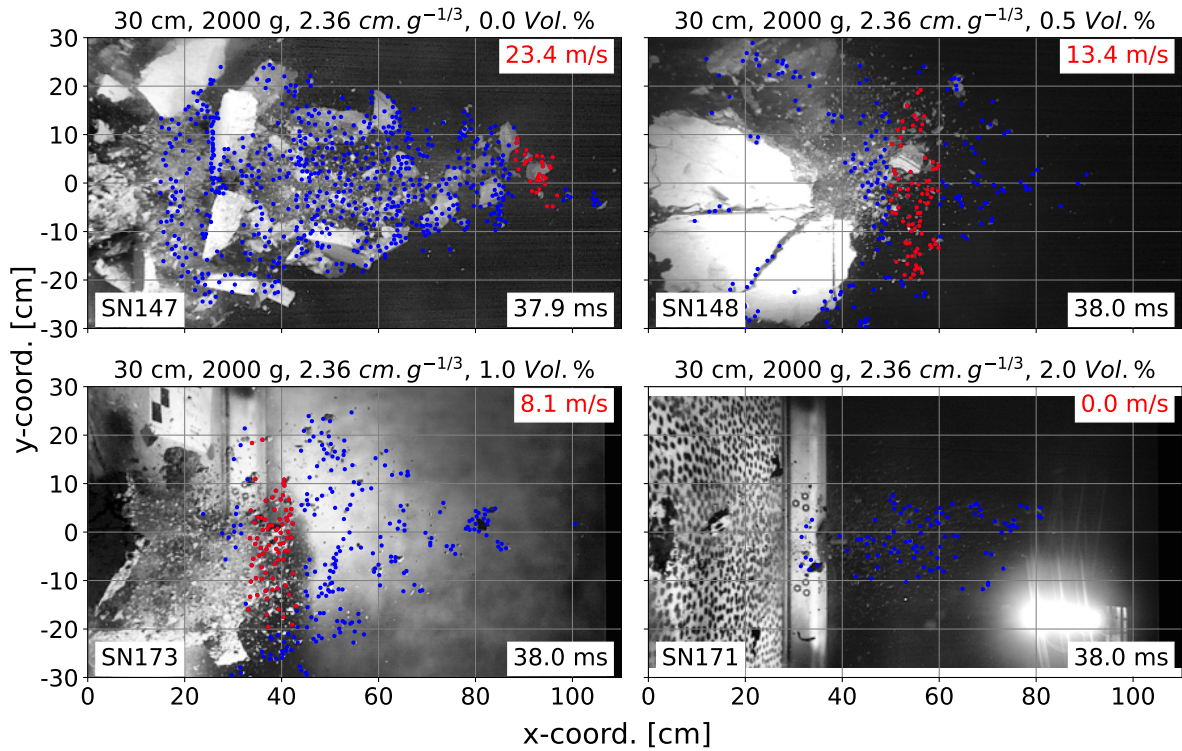 30 cm, 2000 g, 2.36 cm.g⁻¹/³, 0.0 Vol.%
30 cm, 2000 g, 2.36 cm.g⁻¹/³, 0.5 Vol.%
30
20
10
0
-10
-20
-30
23.4 m/s
SN147
37.9 ms
13.4 m/s
SN148
38.0 ms
30 cm, 2000 g, 2.36 cm.g⁻¹/³, 1.0 Vol.%
30 cm, 2000 g, 2.36 cm.g⁻¹/³, 2.0 Vol.%
30
20
10
0
-10
-20
-30
8.1 m/s
SN173
38.0 ms
0.0 m/s
SN171
38.0 ms
0 20 40 60 80 100
0 20 40 60 80 100
y-coord. [cm]
x-coord. [cm]